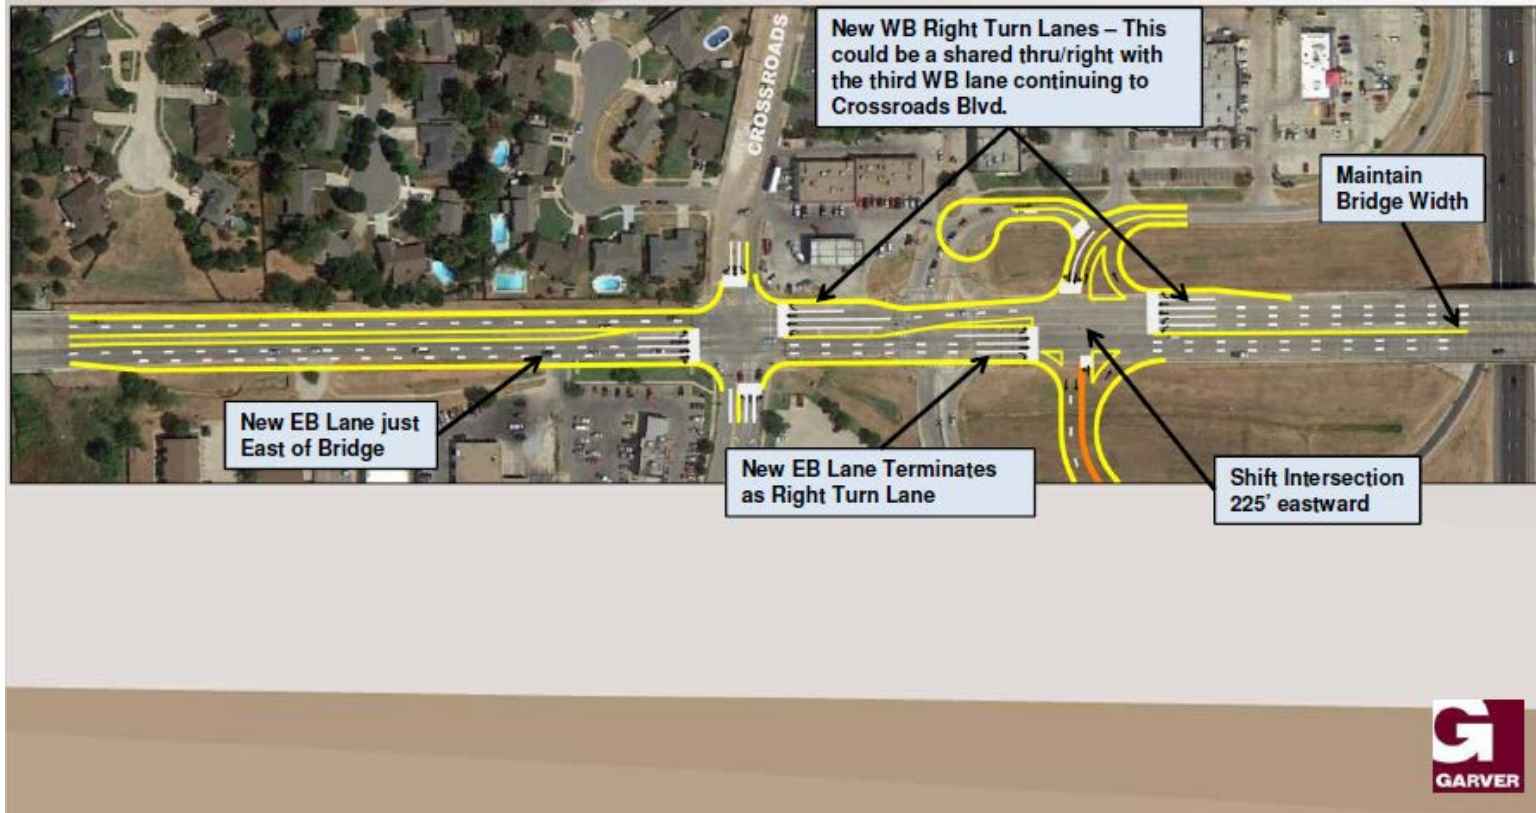 CROSSROADS
New WB Right Turn Lanes – This
could be a shared thru/right with
the third WB lane continuing to
Crossroads Blvd.
Maintain
Bridge Width
New EB Lane just
East of Bridge
New EB Lane Terminates
as Right Turn Lane
Shift Intersection
225' eastward
G
GARVER